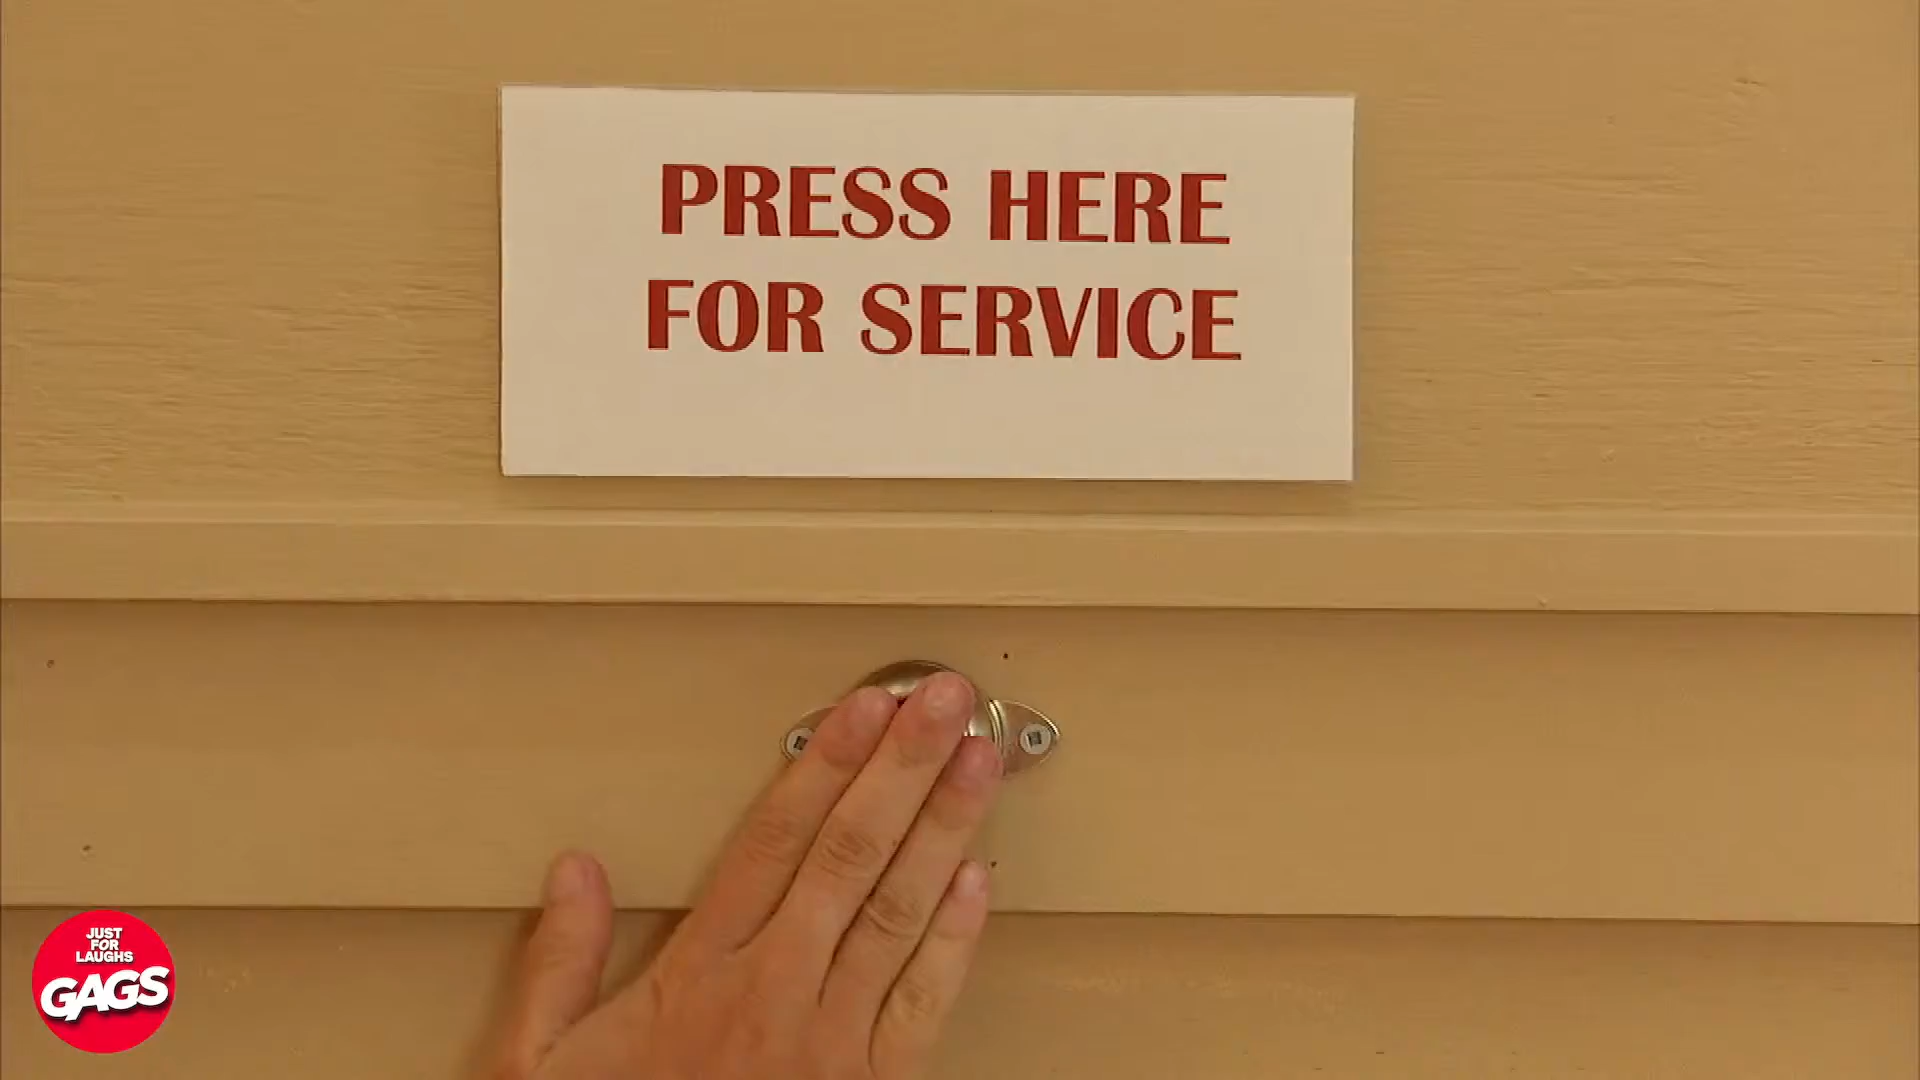 PRESS HERE
FOR SERVICE
JUST
FOR
LAUGHS
GAGS